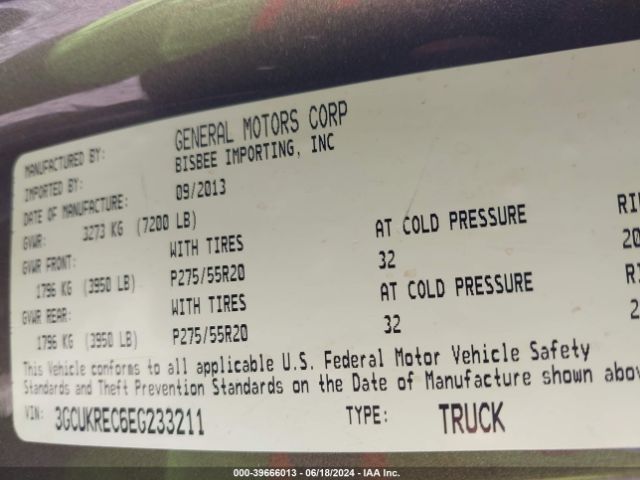 MANUFACTURED BY: GENERAL MOTORS CORP
IMPORTED BY: BISBEE IMPORTING, INC
DATE OF MANUFACTURE: 09/2013
GVWR: 3273 KG (7200 LB)
GVWR FRONT: WITH TIRES AT COLD PRESSURE
1796 KG (3950 LB) P275/55R20 32
GVWR REAR: WITH TIRES AT COLD PRESSURE
1796 KG (3950 LB) P275/55R20 32
This Vehicle conforms to all applicable U.S. Federal Motor Vehicle Safety
Standards and Theft Prevention Standards on the Date of Manufacture shown
VIN: 3GCUKREC6EG233211 TYPE: TRUCK
000-39666013 - 06/18/2024 - IAA Inc.